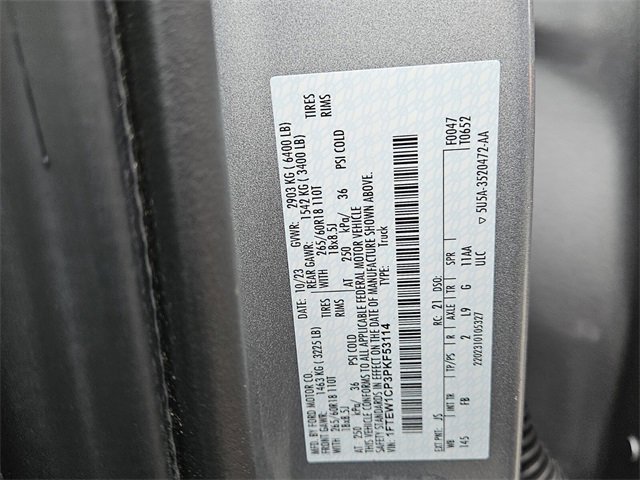 MFD. BY FORD MOTOR CO.
DATE: 10/23 GVWR: 2903 KG ( 6400 LB)
FRONT GAWR: REAR GAWR: 1542 KG ( 3400 LB)
1463 KG ( 3225 LB) TIRES WITH 265/60R18 110T TIRES
265/60R18 110T RIMS 18x8.5J RIMS
18x8.5J AT 250 kPa/ 36 PSI COLD
AT 250 kPa/ 36 PSI COLD
THIS VEHICLE CONFORMS TO ALL APPLICABLE FEDERAL MOTOR VEHICLE
SAFETY STANDARDS IN EFFECT ON THE DATE OF MANUFACTURE SHOWN ABOVE.
VIN: 1FTEW1CP3PKF53114 TYPE: Truck
F0047
T0652
EXT PNT: J5 RC: 21 DSO:
WB INT TR TP/PS R AXLE TR SPR
145 FB 2 L9 G 11AA
ULC
2202310105327 5U5A-3520472-AA